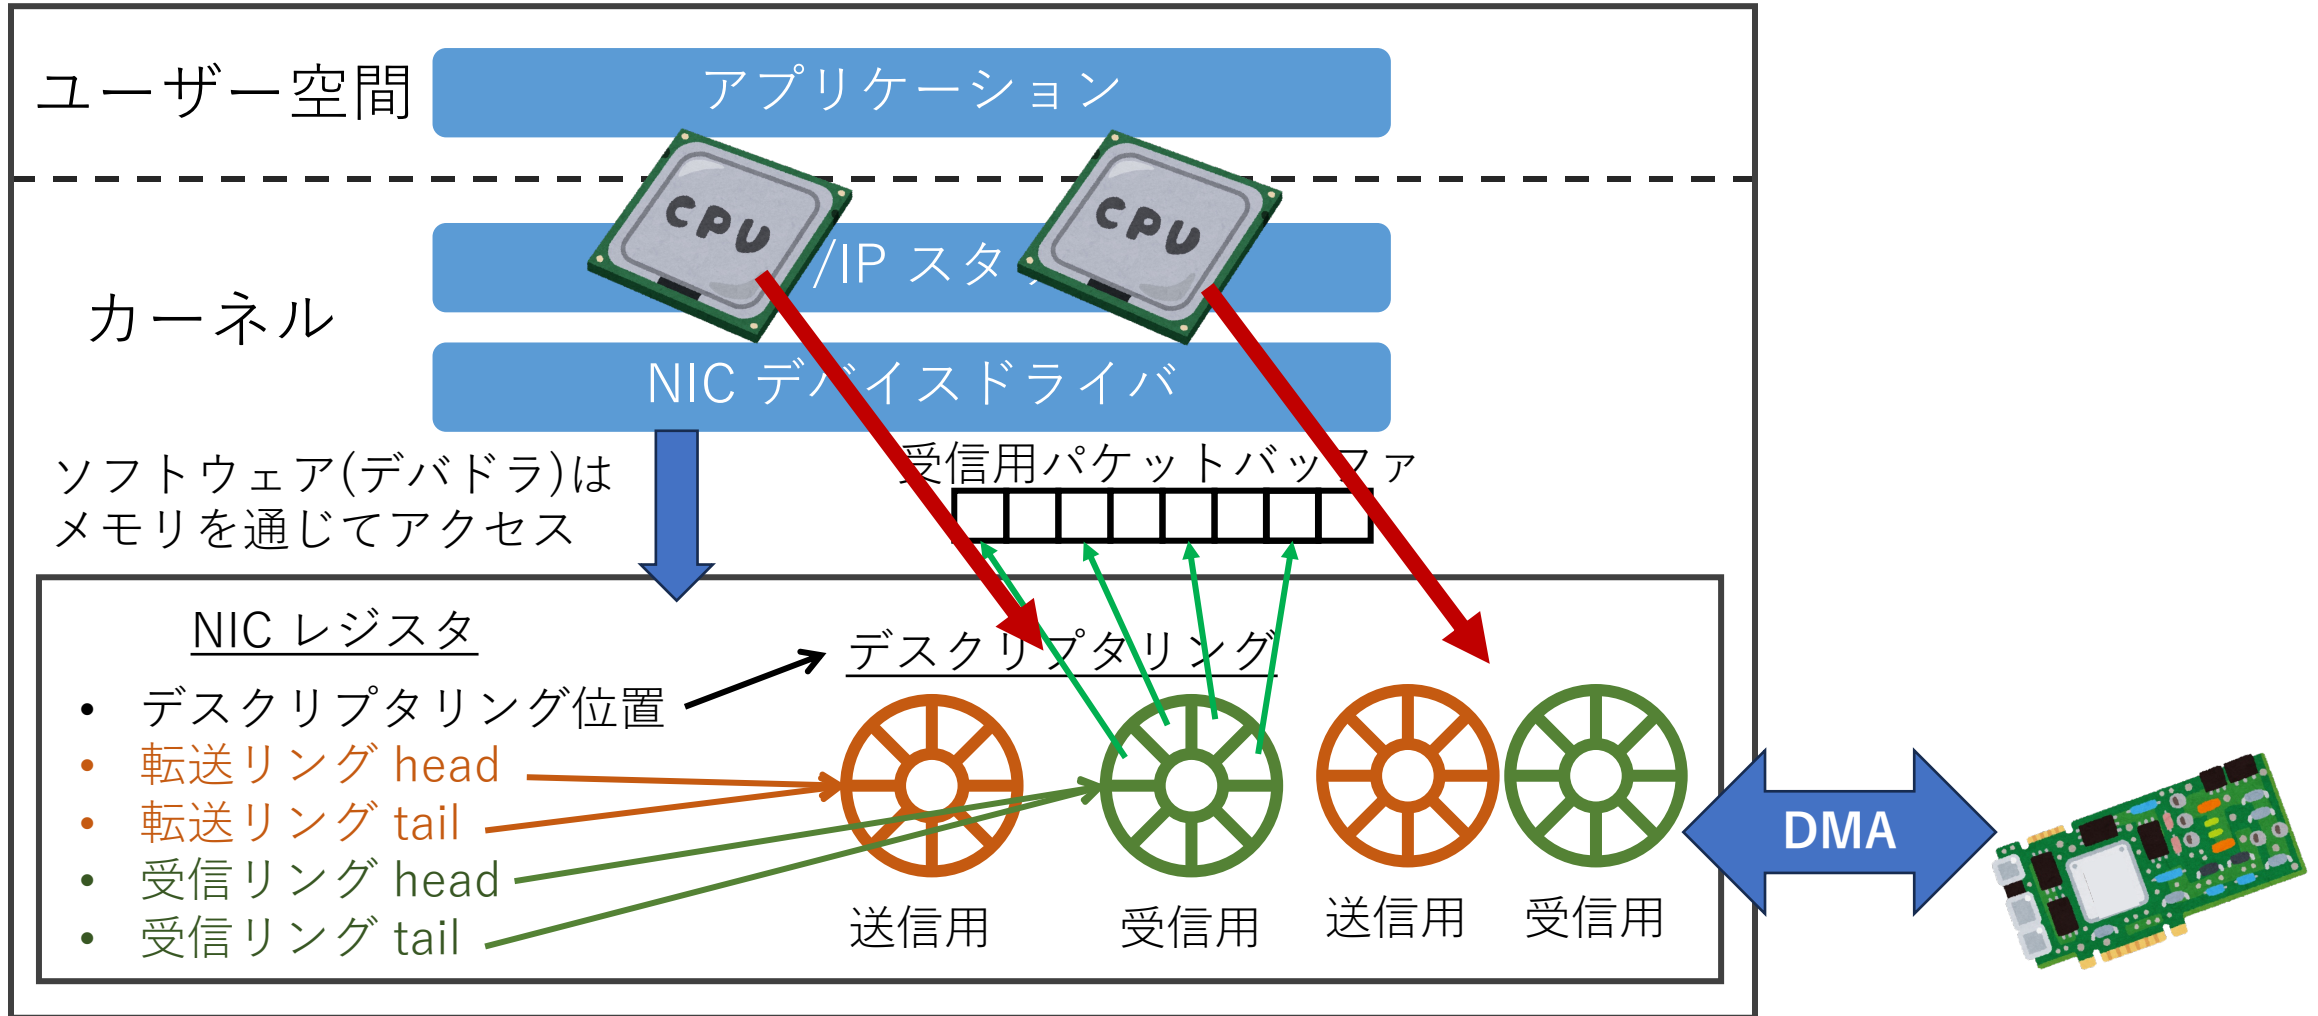 ユーザー空間
アプリケーション
CPU
CPU
カーネル
/IP スタ
NIC デバイスドライバ
ソフトウェア(デバドラ)は
メモリを通じてアクセス
受信用パケットバッファ
NIC レジスタ
デスクリプタリング
• デスクリプタリング位置
• 転送リング head
• 転送リング tail
• 受信リング head
• 受信リング tail
送信用
受信用
送信用
受信用
DMA